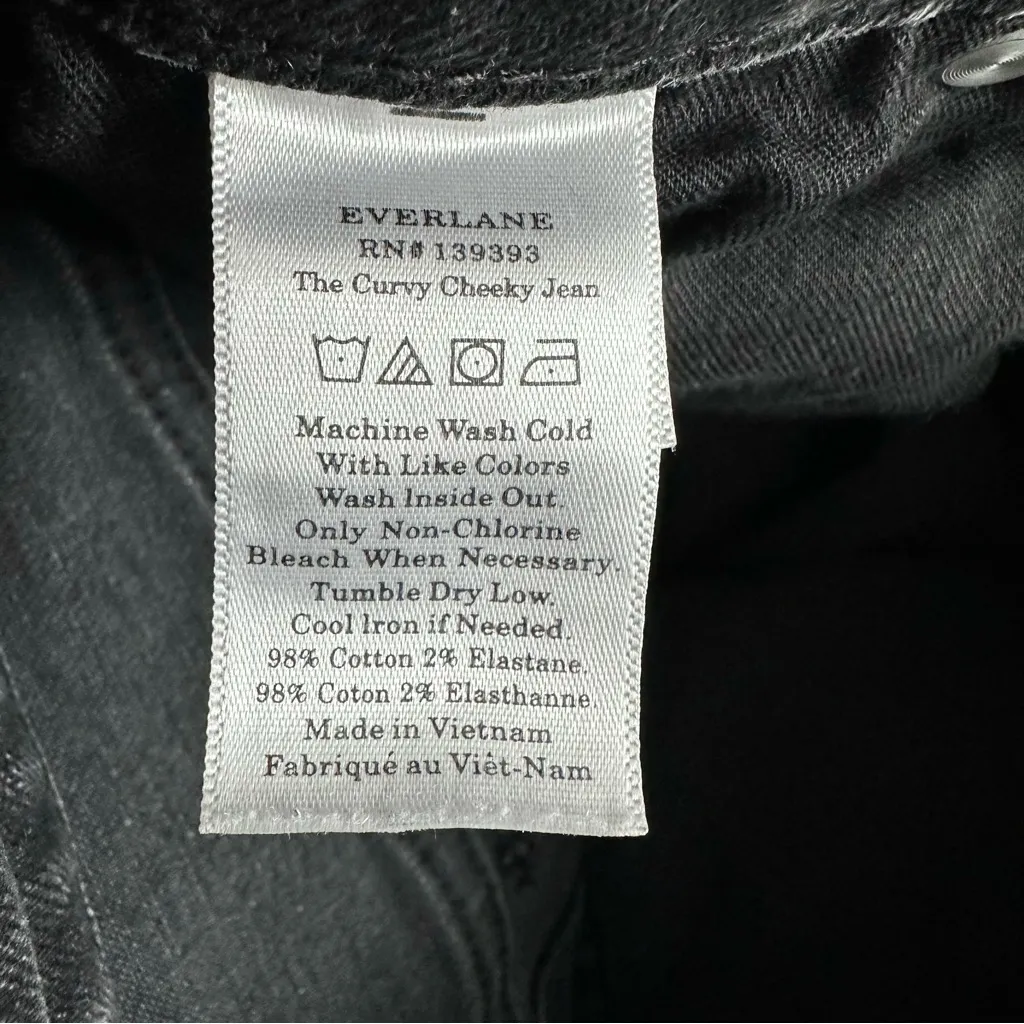 EVERLANE
RN# 139393
The Curvy Cheeky Jean
Machine Wash Cold
With Like Colors
Wash Inside Out.
Only Non-Chlorine
Bleach When Necessary.
Tumble Dry Low.
Cool Iron if Needed.
98% Cotton 2% Elastane.
98% Coton 2% Elasthanne.
Made in Vietnam
Fabriqué au Viêt-Nam